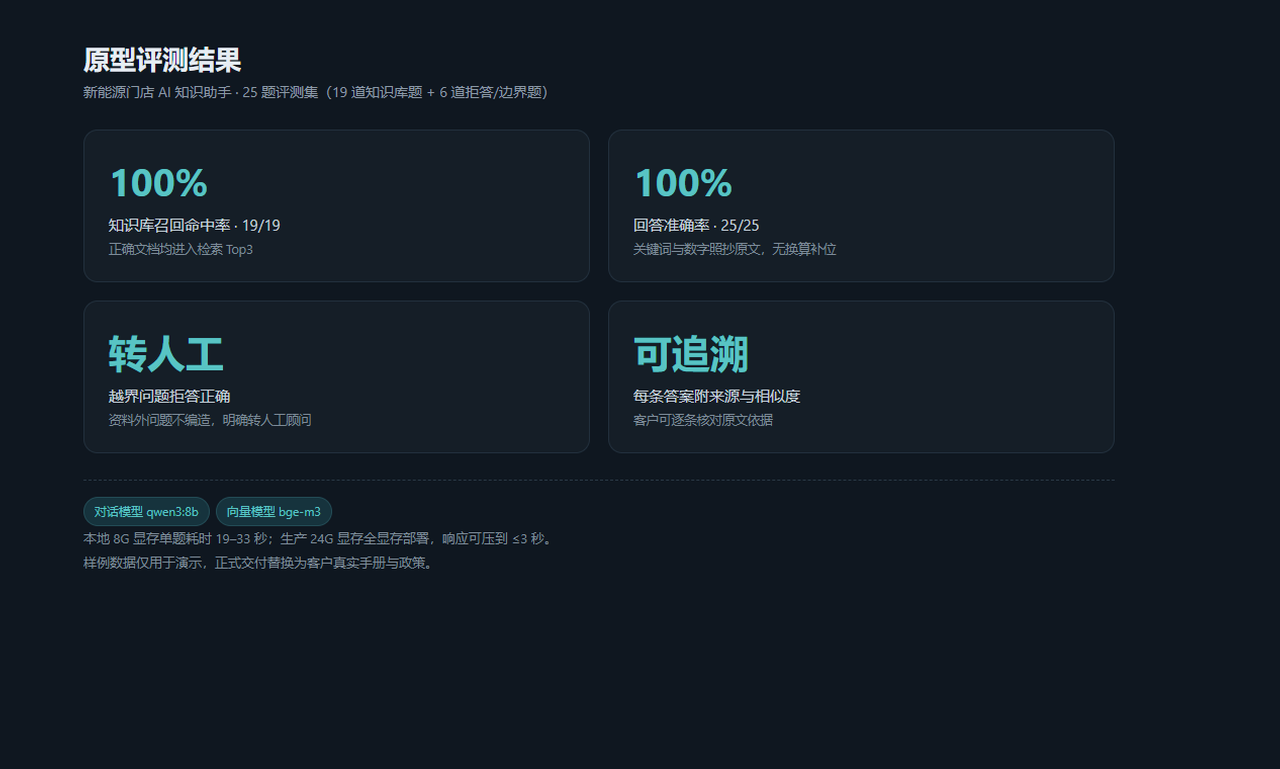 原型评测结果
新能源门店 AI 知识助手 · 25 题评测集（19 道知识库题 + 6 道拒答/边界题）
100%
知识库召回命中率 · 19/19
正确文档均进入检索 Top3
100%
回答准确率 · 25/25
关键词与数字照抄原文，无换算补位
转人工
越界问题拒答正确
资料外问题不编造，明确转人工顾问
可追溯
每条答案附来源与相似度
客户可逐条核对原文依据
对话模型 qwen3:8b
向量模型 bge-m3
本地 8G 显存单题耗时 19–33 秒；生产 24G 显存全显存部署，响应可压到 ≤3 秒。
样例数据仅用于演示，正式交付替换为客户真实手册与政策。